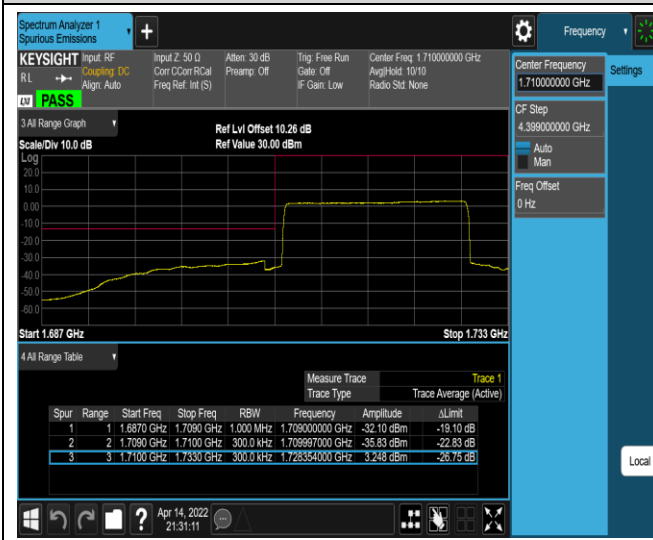 Spectrum Analyzer 1
Spurious Emissions
Frequency
KEYSIGHT
RL
LXI
PASS
Input: RF
Coupling: DC
Align: Auto
Input Z: 50 Ω
Corr CCorr RCal
Freq Ref: Int (S)
Atten: 30 dB
Preamp: Off
Trig: Free Run
Gate: Off
IF Gain: Low
Center Freq: 1.710000000 GHz
Avg|Hold: 10/10
Radio Std: None
Center Frequency
1.710000000 GHz
Settings
CF Step
4.399000000 GHz
Auto
Man
Freq Offset
0 Hz
3 All Range Graph
Scale/Div 10.0 dB
Ref Lvl Offset 10.26 dB
Ref Value 30.00 dBm
Log
20.0
10.0
0.00
-10.0
-20.0
-30.0
-40.0
-50.0
-60.0
Start 1.687 GHz
Stop 1.733 GHz
4 All Range Table
Measure Trace Trace 1
Trace Type Trace Average (Active)
Spur Range Start Freq Stop Freq RBW Frequency Amplitude ΔLimit
1 1 1.6870 GHz 1.7090 GHz 1.000 MHz 1.709000000 GHz -32.10 dBm -19.10 dB
2 2 1.7090 GHz 1.7100 GHz 300.0 kHz 1.709997000 GHz -35.83 dBm -22.83 dB
3 3 1.7100 GHz 1.7330 GHz 300.0 kHz 1.728354000 GHz 3.248 dBm -26.75 dB
Local
?
Apr 14, 2022
21:31:11